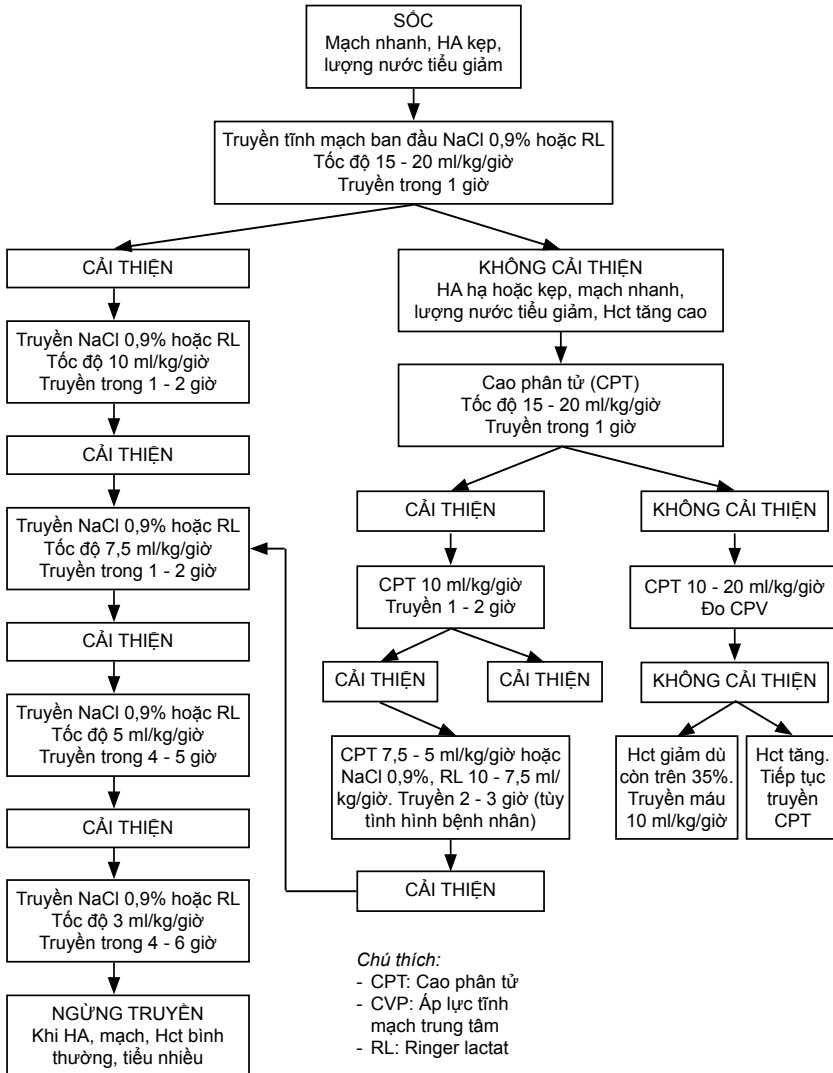 SỐC
Mạch nhanh, HA kẹp,
lượng nước tiểu giảm
Truyền tĩnh mạch ban đầu NaCl 0,9% hoặc RL
Tốc độ 15 - 20 ml/kg/giờ
Truyền trong 1 giờ
CẢI THIỆN
Truyền NaCl 0,9% hoặc RL
Tốc độ 10 ml/kg/giờ
Truyền trong 1 - 2 giờ
CẢI THIỆN
Truyền NaCl 0,9% hoặc RL
Tốc độ 7,5 ml/kg/giờ
Truyền trong 1 - 2 giờ
CẢI THIỆN
Truyền NaCl 0,9% hoặc RL
Tốc độ 5 ml/kg/giờ
Truyền trong 4 - 5 giờ
CẢI THIỆN
Truyền NaCl 0,9% hoặc RL
Tốc độ 3 ml/kg/giờ
Truyền trong 4 - 6 giờ
NGỪNG TRUYỀN
Khi HA, mạch, Hct bình
thường, tiểu nhiều
KHÔNG CẢI THIỆN
HA hạ hoặc kẹp, mạch nhanh,
lượng nước tiểu giảm, Hct tăng cao
Cao phân tử (CPT)
Tốc độ 15 - 20 ml/kg/giờ
Truyền trong 1 giờ
CẢI THIỆN
CPT 10 ml/kg/giờ
Truyền 1 - 2 giờ
CẢI THIỆN
CẢI THIỆN
CPT 7,5 - 5 ml/kg/giờ hoặc
NaCl 0,9%, RL 10 - 7,5 ml/
kg/giờ. Truyền 2 - 3 giờ (tùy
tình hình bệnh nhân)
CẢI THIỆN
KHÔNG CẢI THIỆN
CPT 10 - 20 ml/kg/giờ
Đo CPV
KHÔNG CẢI THIỆN
Hct giảm dù
còn trên 35%.
Truyền máu
10 ml/kg/giờ
Hct tăng.
Tiếp tục
truyền
CPT
Chú thích:
- CPT: Cao phân tử
- CVP: Áp lực tĩnh
mạch trung tâm
- RL: Ringer lactat